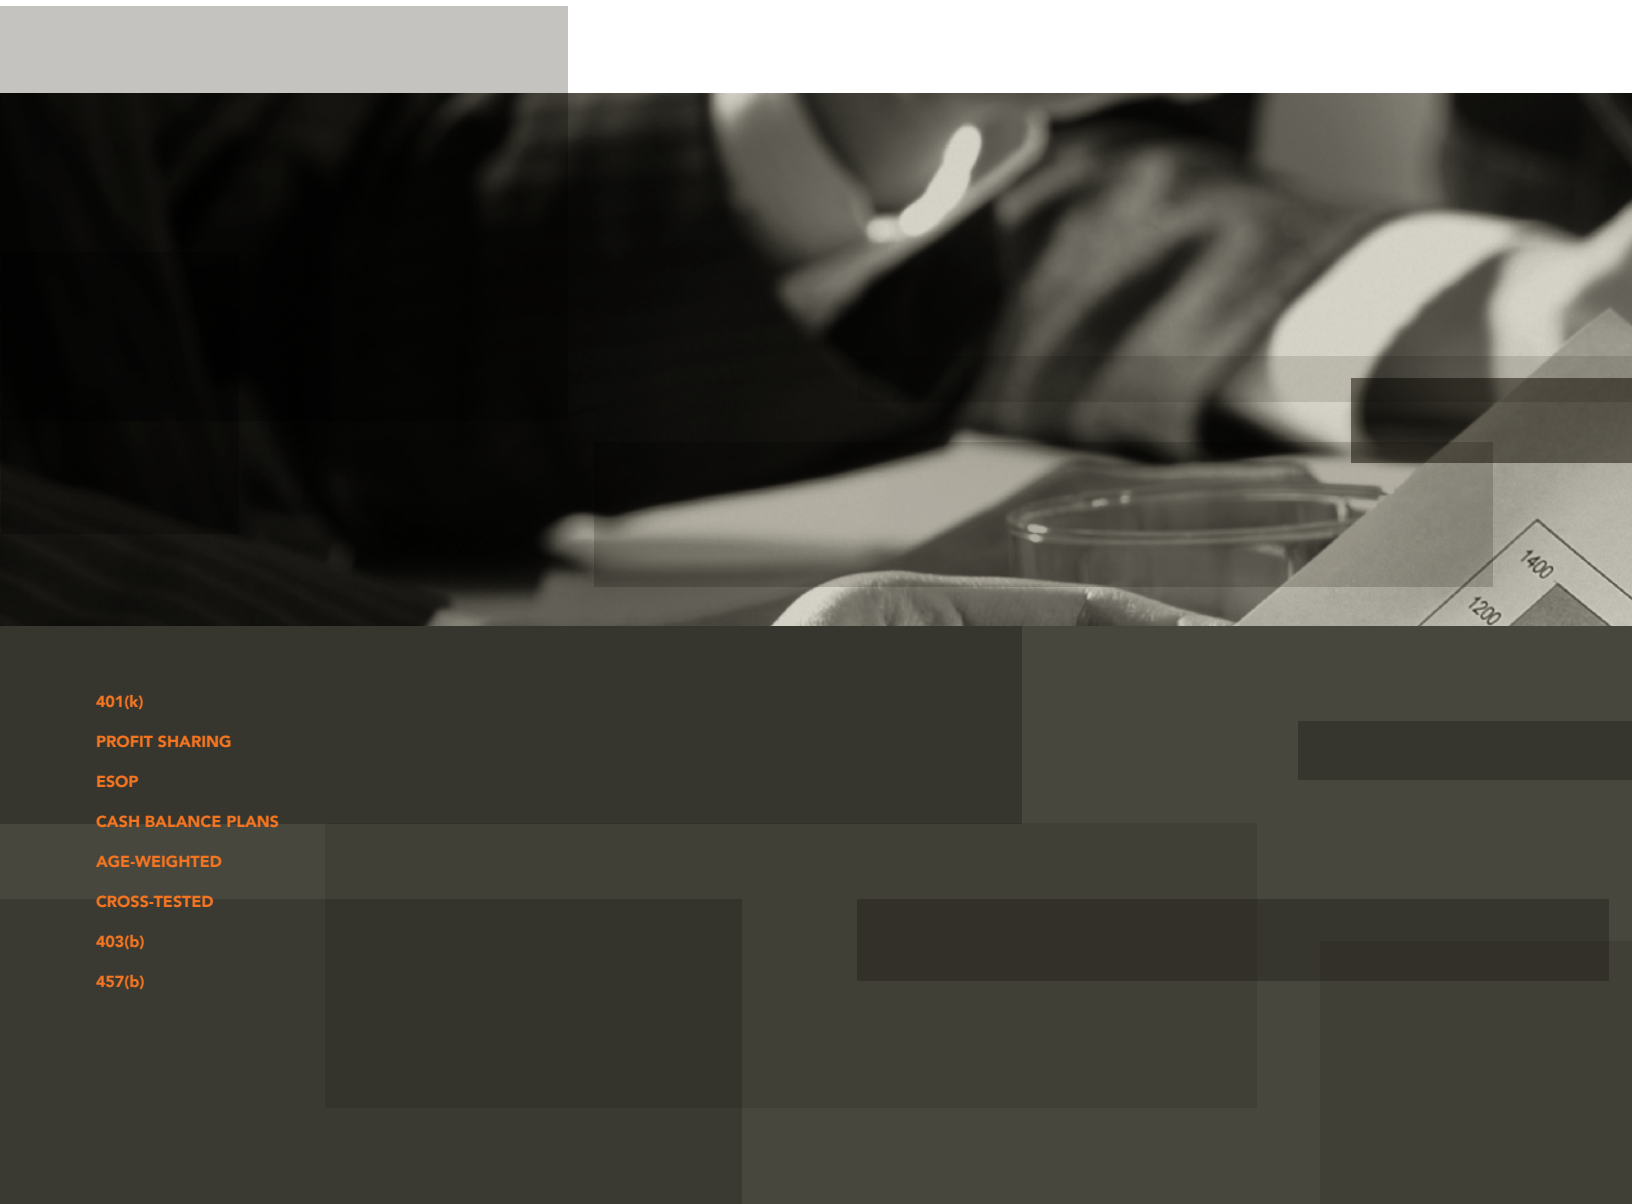 1400
1200
401(k)
PROFIT SHARING
ESOP
CASH BALANCE PLANS
AGE-WEIGHTED
CROSS-TESTED
403(b)
457(b)